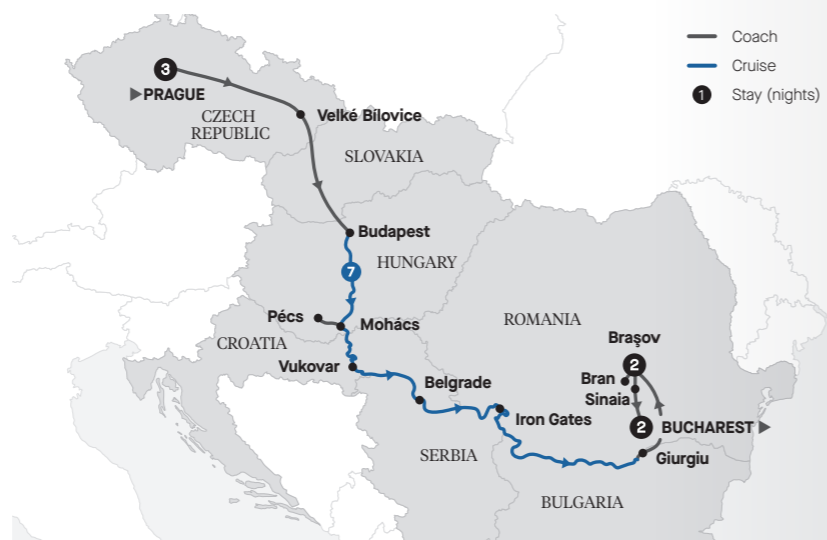 Coach
Cruise
1 Stay (nights)
3
▶PRAGUE
CZECH
REPUBLIC
Velké Bílovice
SLOVAKIA
Budapest
HUNGARY
7
Pécs
Mohács
CROATIA
Vukovar
ROMANIA
Braşov
2
Bran
Sinaia
Belgrade
Iron Gates
2
BUCHAREST ▶
Giurgiu
SERBIA
BULGARIA